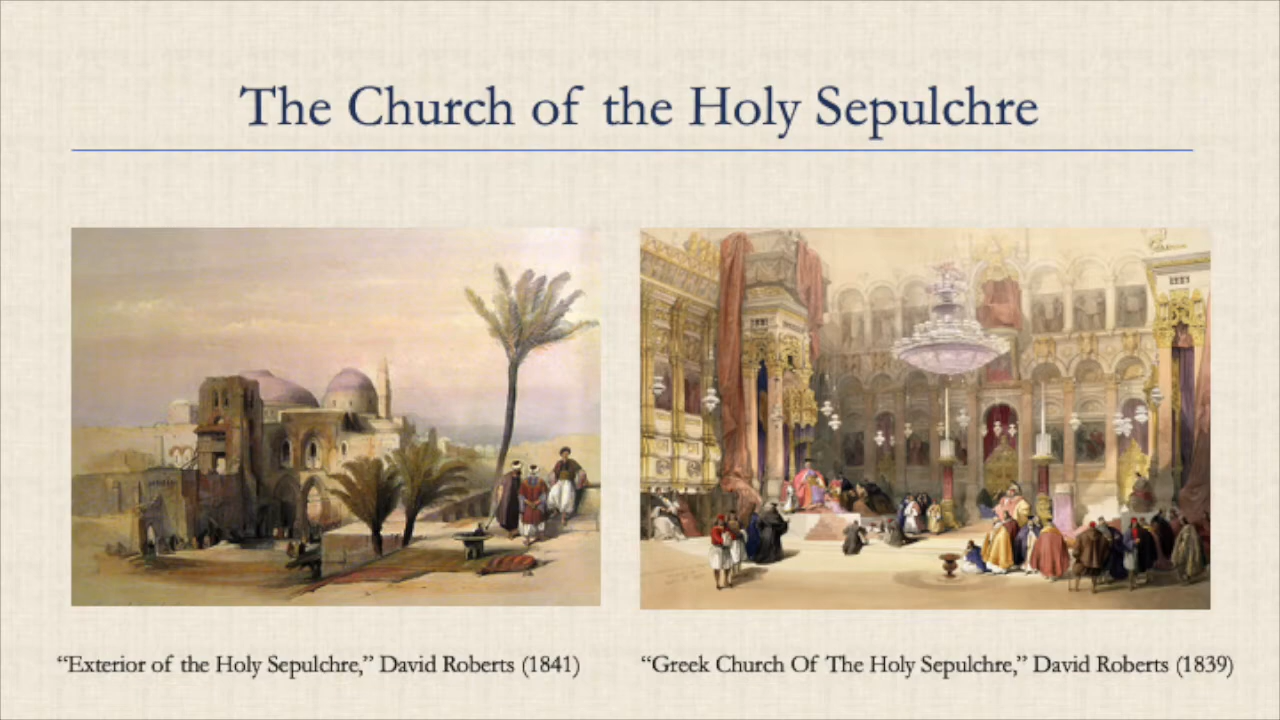 The Church of the Holy Sepulchre
“Exterior of the Holy Sepulchre,” David Roberts (1841)
“Greek Church Of The Holy Sepulchre,” David Roberts (1839)